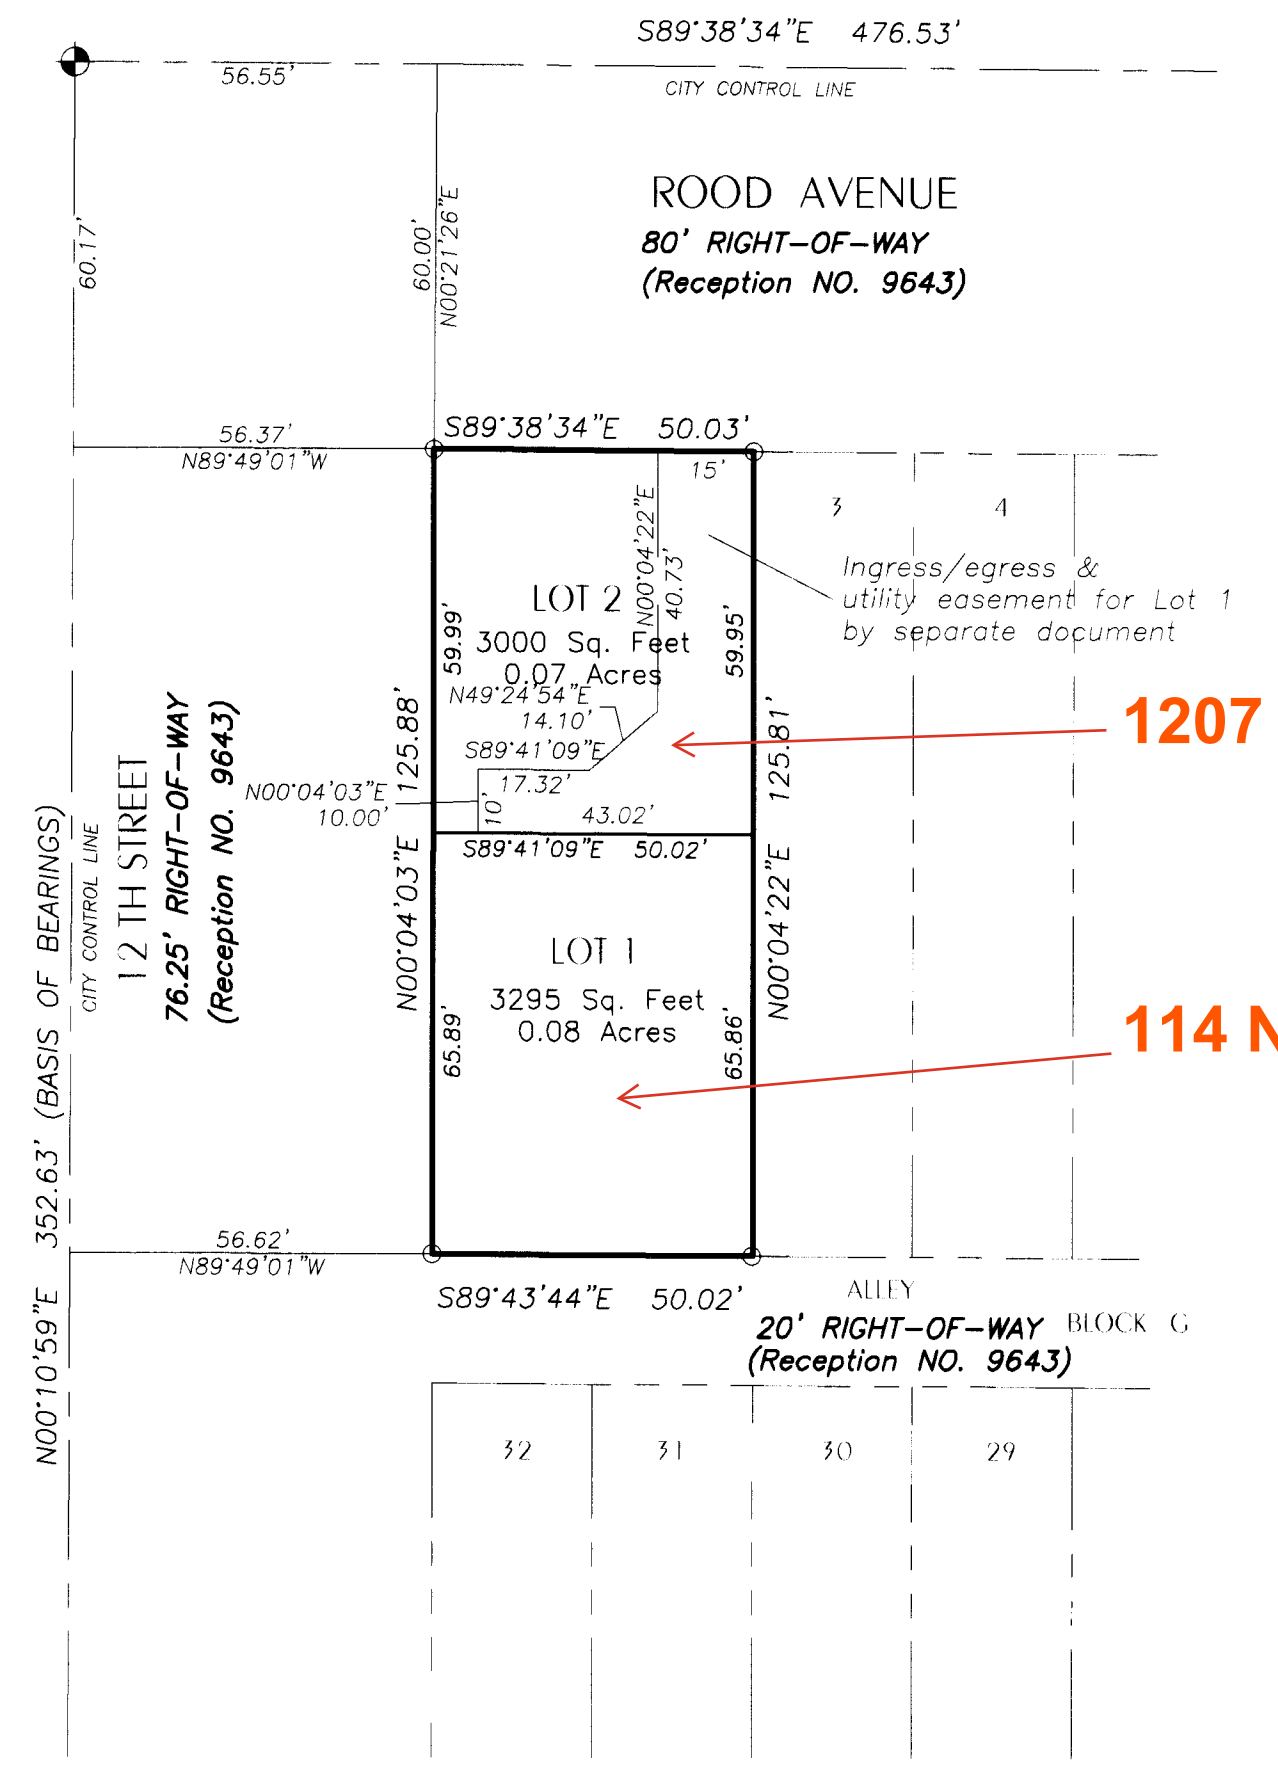 S89°38'34"E 476.53'
56.55'
CITY CONTROL LINE
ROOD AVENUE
80' RIGHT-OF-WAY
(Reception NO. 9643)
60.17'
60.00'
N00°21'26"E
S89°38'34"E 50.03'
56.37'
N89°49'01"W
15'
3
4
N00°04'22"E
40.73'
Ingress/egress &
utility easement for Lot 1
by separate document
LOT 2
3000 Sq. Feet
0.07 Acres
59.99'
59.95'
N49°24'54"E
14.10'
S89°41'09"E
17.32'
1207
N00°04'03"E
10.00'
10'
43.02'
S89°41'09"E 50.02'
N00°04'03"E 125.88'
N00°04'22"E 125.81'
12 TH STREET
76.25' RIGHT-OF-WAY
(Reception NO. 9643)
CITY CONTROL LINE
N00°10'59"E 352.63' (BASIS OF BEARINGS)
LOT 1
3295 Sq. Feet
0.08 Acres
65.89'
65.86'
114 N
56.62'
N89°49'01"W
S89°43'44"E 50.02'
ALLEY
20' RIGHT-OF-WAY
(Reception NO. 9643)
BLOCK G
32
31
30
29